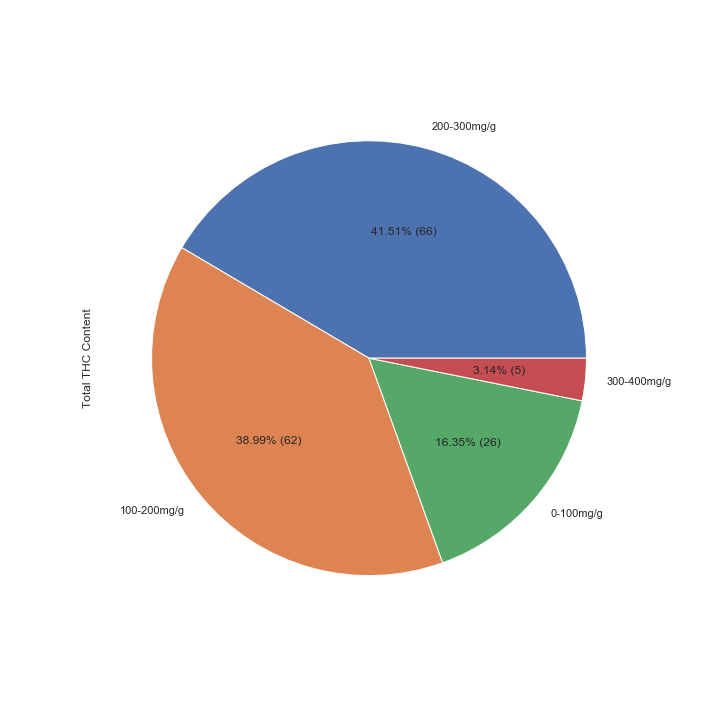 200-300mg/g
41.51% (66)
Total THC Content
3.14% (5)
300-400mg/g
38.99% (62)
16.35% (26)
100-200mg/g
0-100mg/g